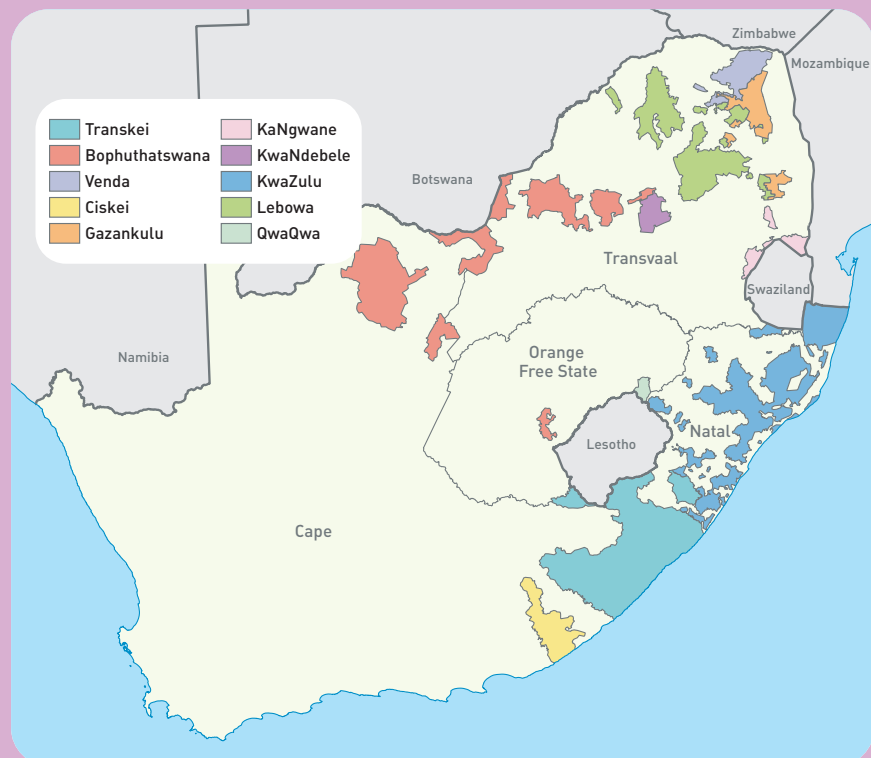 Zimbabwe
Mozambique
Transkei
Bophuthatswana
Venda
Ciskei
Gazankulu
KaNgwane
KwaNdebele
KwaZulu
Lebowa
QwaQwa
Botswana
Transvaal
Swaziland
Namibia
Orange
Free State
Natal
Lesotho
Cape